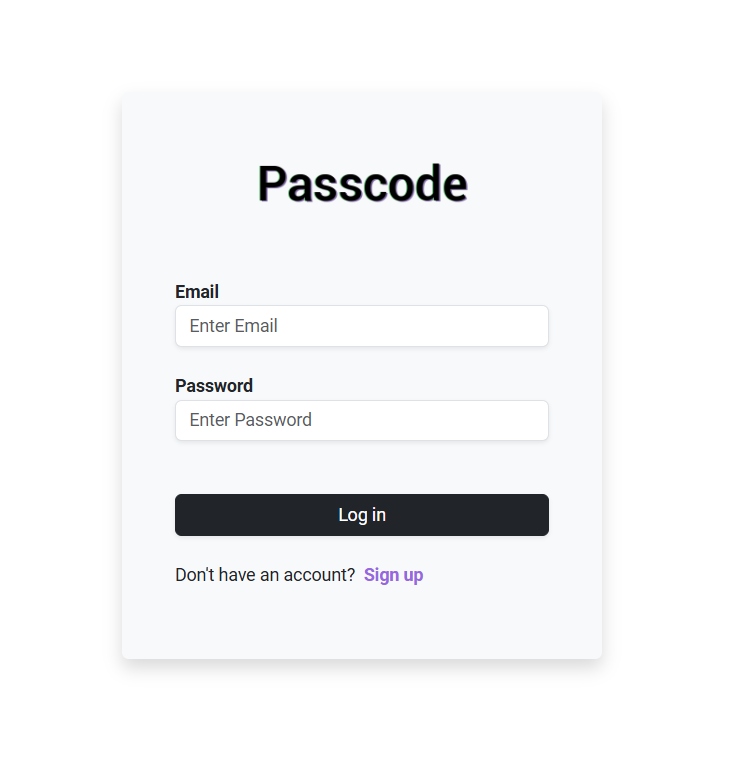 Passcode
Email
Enter Email
Password
Enter Password
Log in
Don't have an account? Sign up